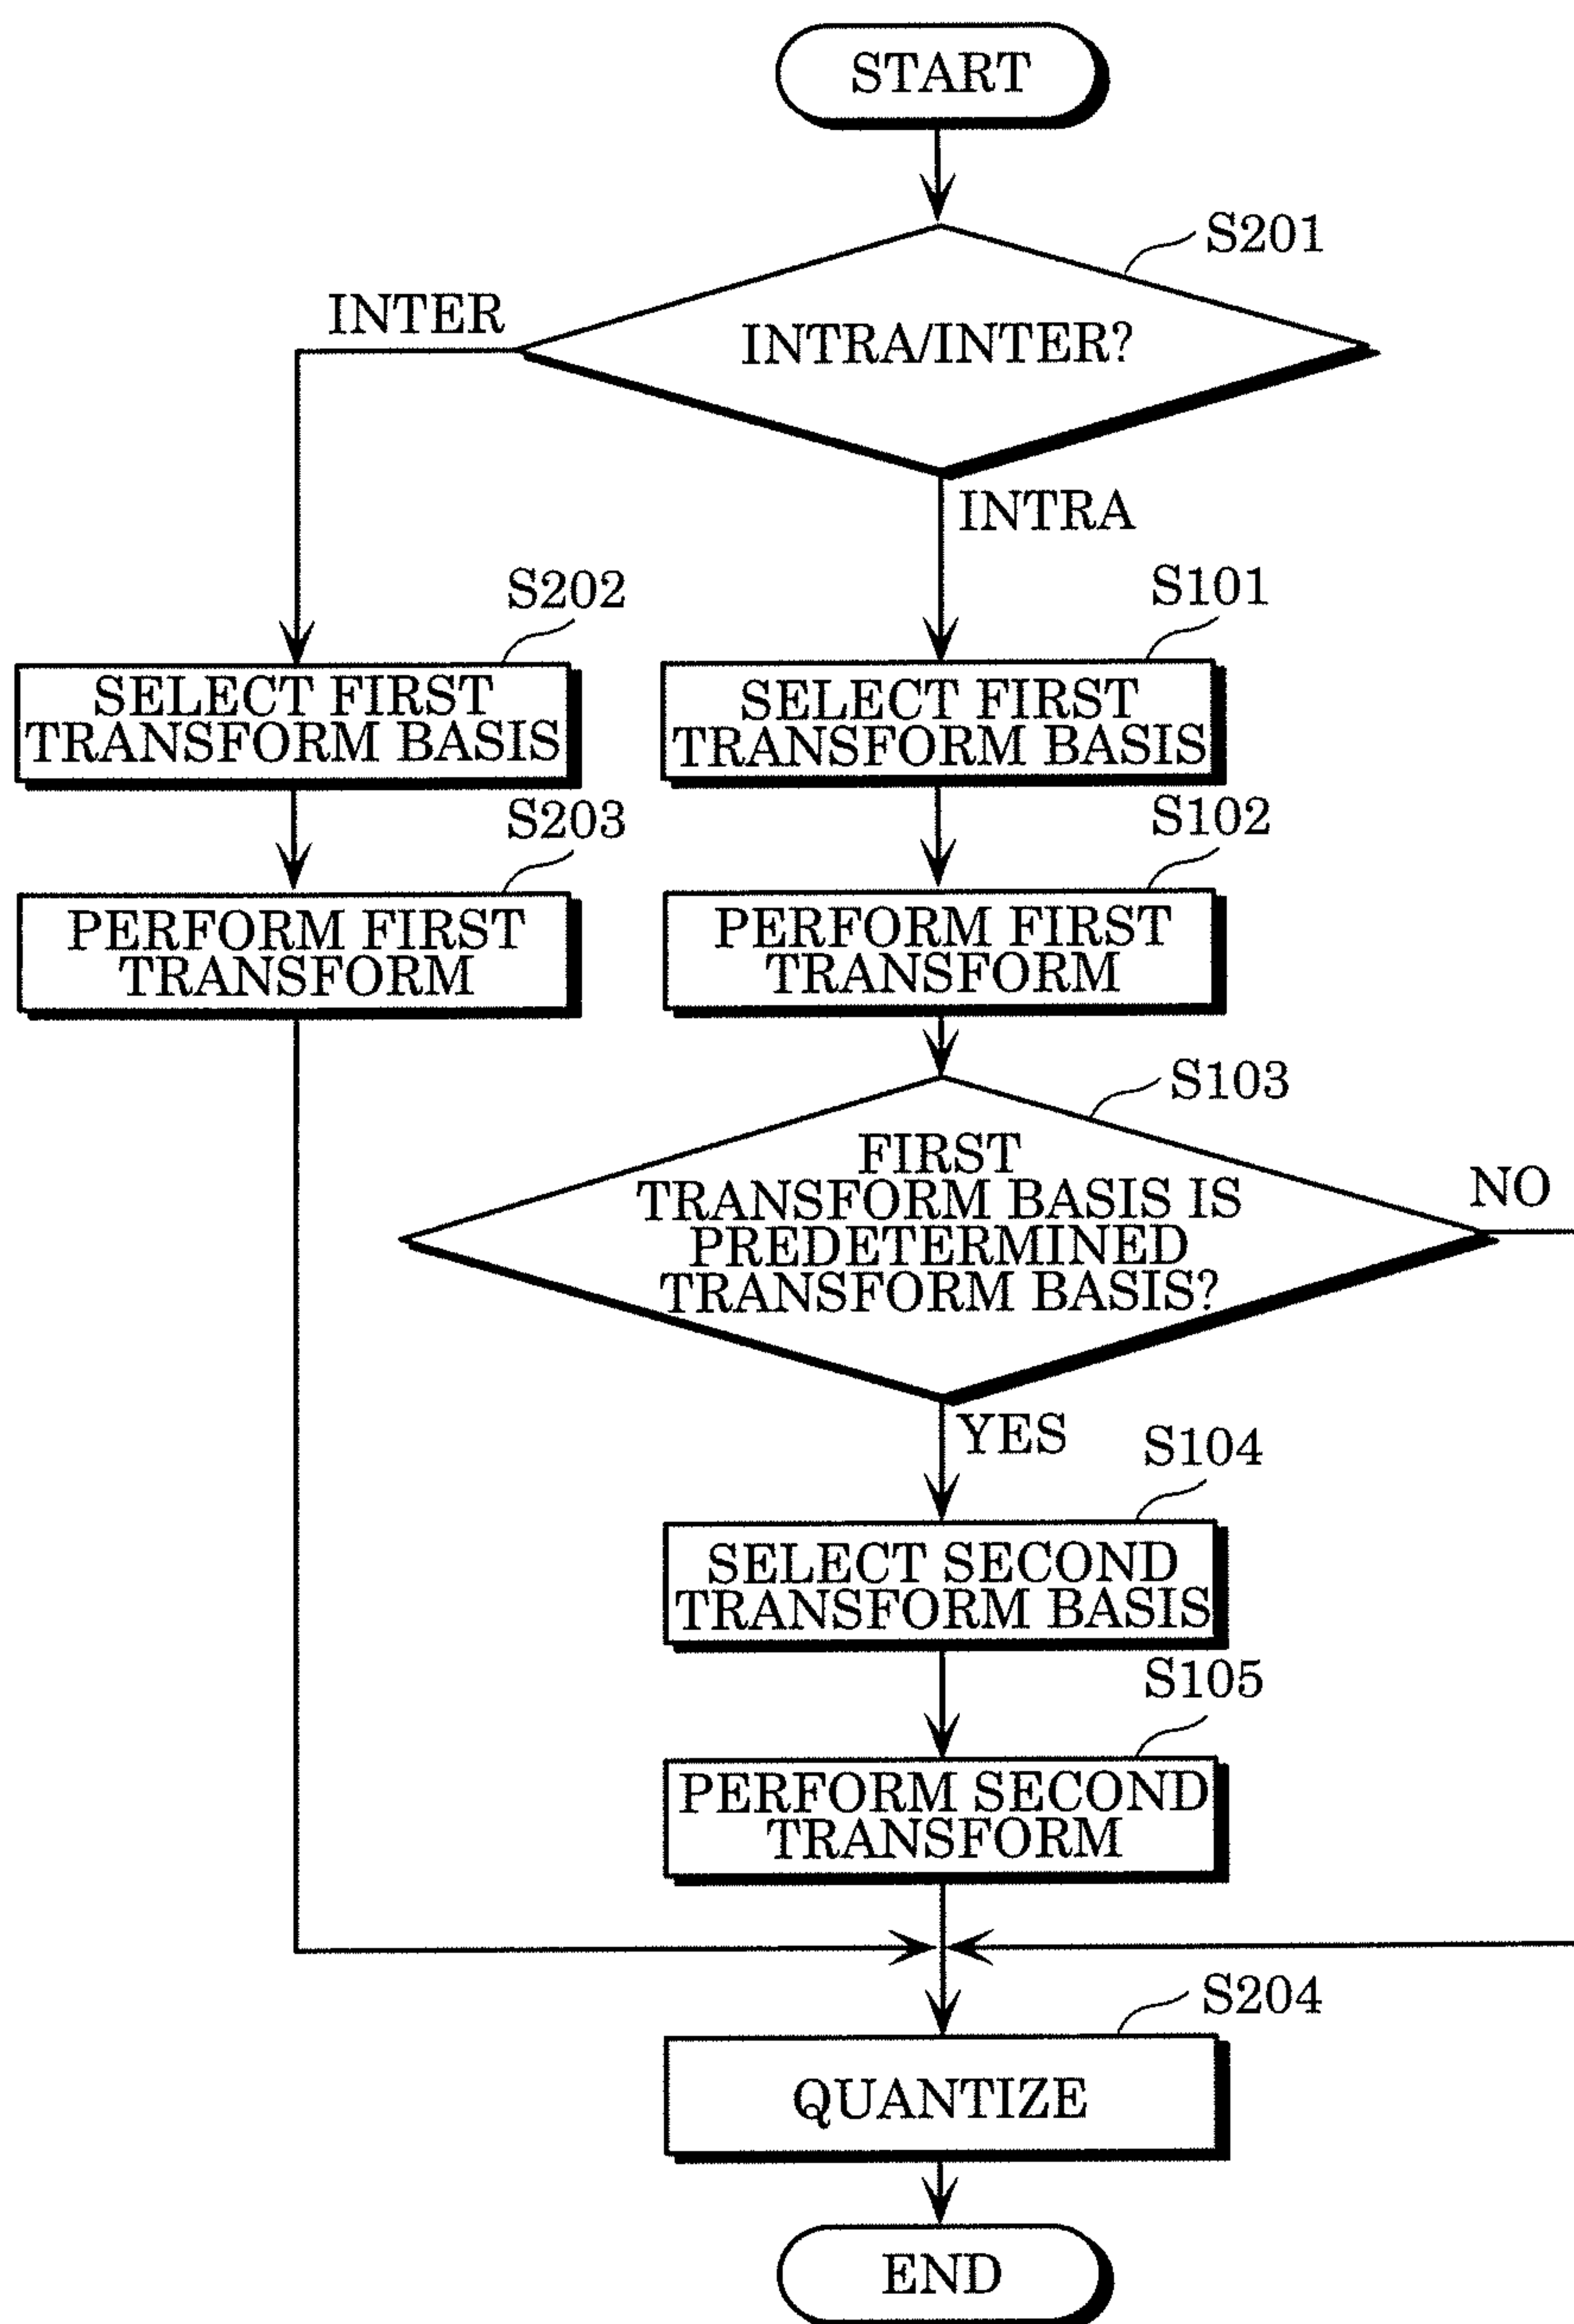 START
S201
INTER
INTRA/INTER?
INTRA
S202
S101
SELECT FIRST
TRANSFORM BASIS
SELECT FIRST
TRANSFORM BASIS
S203
S102
PERFORM FIRST
TRANSFORM
PERFORM FIRST
TRANSFORM
S103
FIRST
TRANSFORM BASIS IS
PREDETERMINED
TRANSFORM BASIS?
NO
YES
S104
SELECT SECOND
TRANSFORM BASIS
S105
PERFORM SECOND
TRANSFORM
S204
QUANTIZE
END